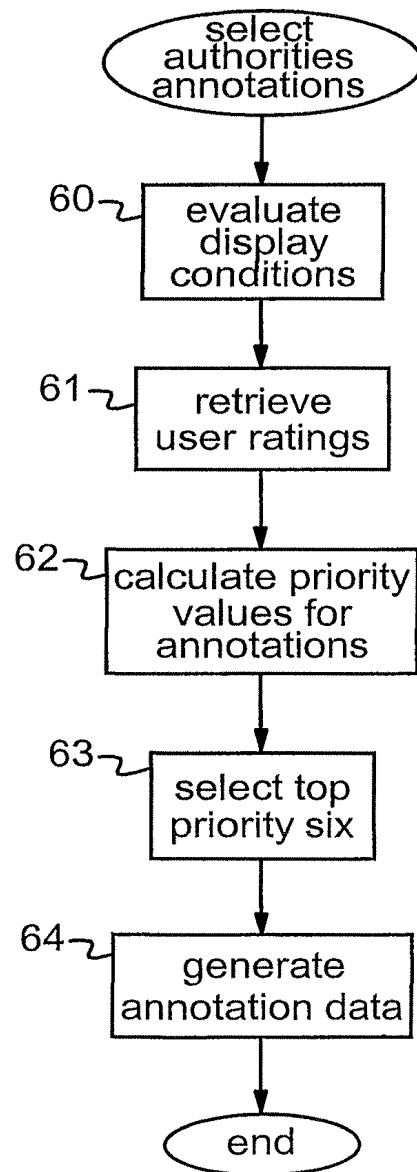 select
authorities
annotations
60
evaluate
display
conditions
61
retrieve
user ratings
62
calculate priority
values for
annotations
63
select top
priority six
64
generate
annotation data
end